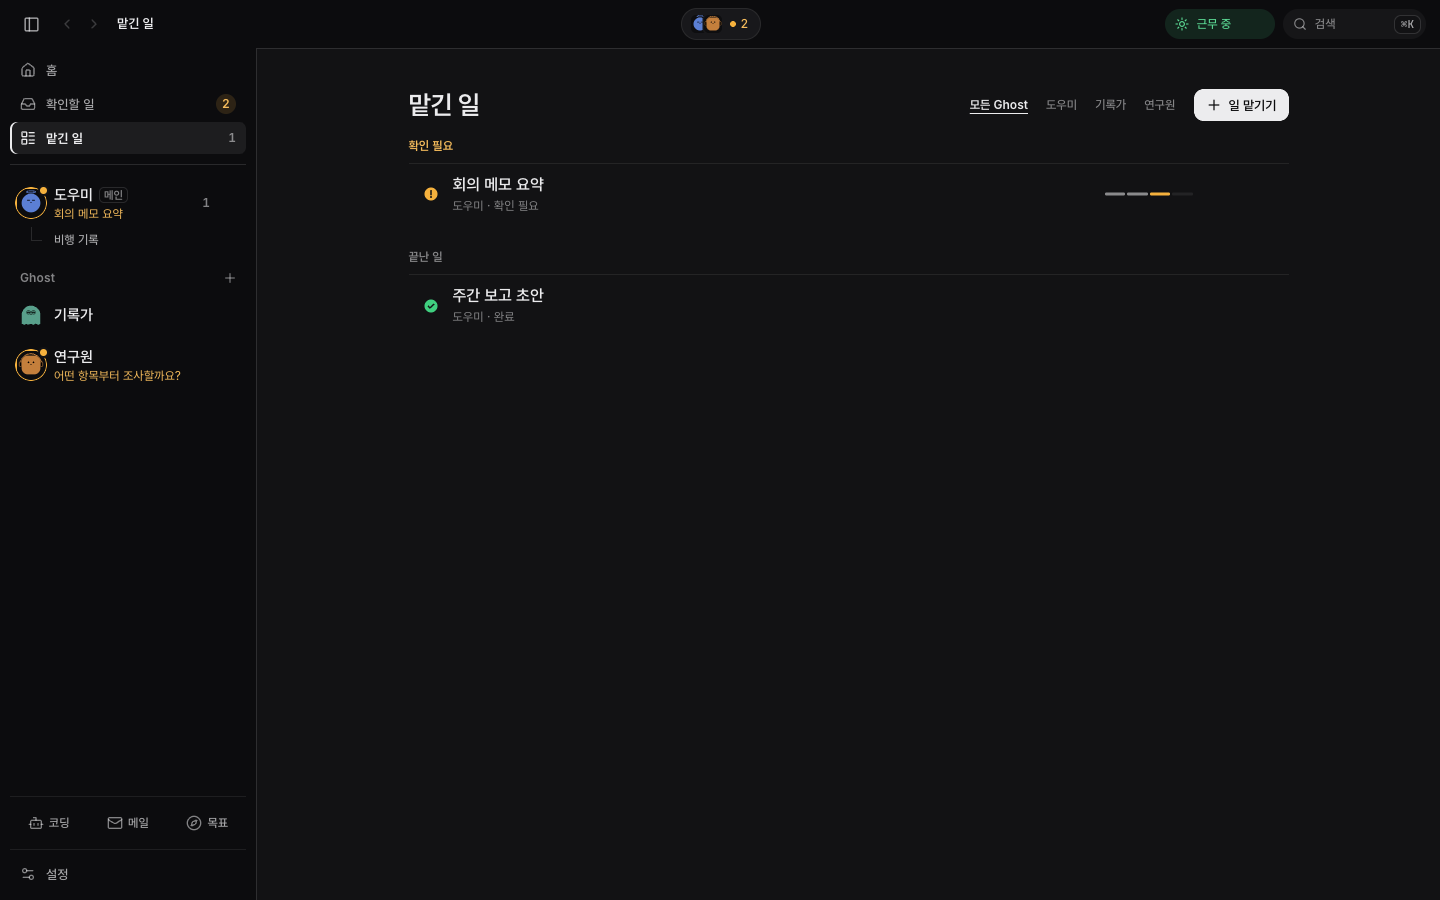 맡긴 일
2
근무 중
검색
⌘K
홈
확인할 일
2
맡긴 일
1
도우미
메인
1
회의 메모 요약
비행 기록
Ghost
기록가
연구원
어떤 항목부터 조사할까요?
코딩
메일
목표
설정
맡긴 일
모든 Ghost
도우미
기록가
연구원
일 맡기기
확인 필요
회의 메모 요약
도우미 · 확인 필요
끝난 일
주간 보고 초안
도우미 · 완료